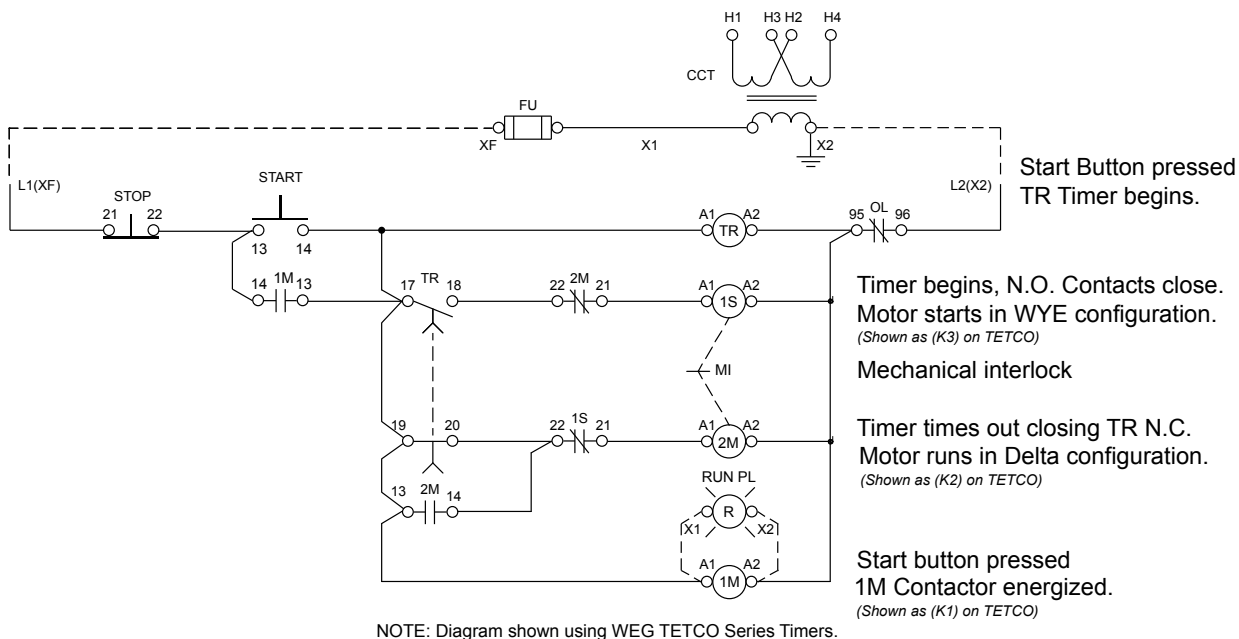 H1 H3 H2 H4
CCT
FU
XF X1 X2
L1(XF) L2(X2)
Start Button pressed
TR Timer begins.
STOP START
21 22 13 14 A1 TR A2 95 OL 96
14 1M 13 17 TR 18 22 2M 21 A1 1S A2
Timer begins, N.O. Contacts close.
Motor starts in WYE configuration.
(Shown as (K3) on TETCO)
MI
Mechanical interlock
19 20 22 1S 21 A1 2M A2
Timer times out closing TR N.C.
Motor runs in Delta configuration.
(Shown as (K2) on TETCO)
RUN PL
13 2M 14
X1 R X2
A1 1M A2
Start button pressed
1M Contactor energized.
(Shown as (K1) on TETCO)
NOTE: Diagram shown using WEG TETCO Series Timers.